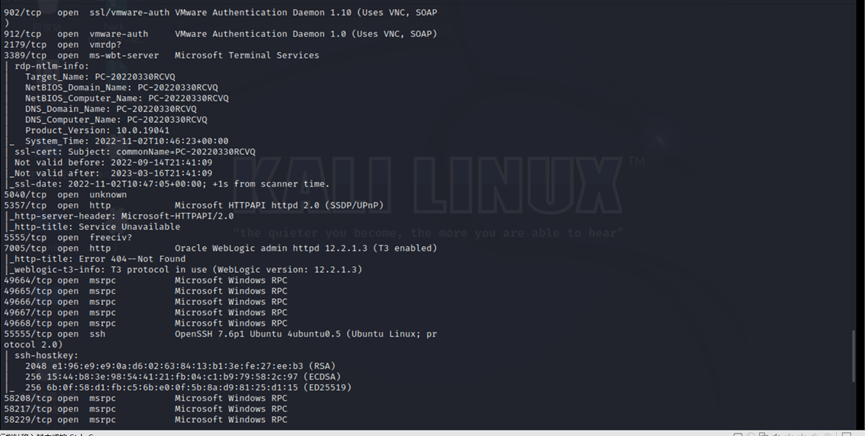 902/tcp open ssl/vmware-auth VMware Authentication Daemon 1.10 (Uses VNC, SOAP
)
912/tcp open vmware-auth VMware Authentication Daemon 1.0 (Uses VNC, SOAP)
2179/tcp open vmrdp?
3389/tcp open ms-wbt-server Microsoft Terminal Services
| rdp-ntlm-info:
| Target_Name: PC-20220330RCVQ
| NetBIOS_Domain_Name: PC-20220330RCVQ
| NetBIOS_Computer_Name: PC-20220330RCVQ
| DNS_Domain_Name: PC-20220330RCVQ
| DNS_Computer_Name: PC-20220330RCVQ
| Product_Version: 10.0.19041
|_ System_Time: 2022-11-02T10:46:23+00:00
| ssl-cert: Subject: commonName=PC-20220330RCVQ
| Not valid before: 2022-09-14T21:41:09
|_Not valid after: 2023-03-16T21:41:09
|_ssl-date: 2022-11-02T10:47:05+00:00; +1s from scanner time.
5040/tcp open unknown
5357/tcp open http Microsoft HTTPAPI httpd 2.0 (SSDP/UPnP)
|_http-server-header: Microsoft-HTTPAPI/2.0
|_http-title: Service Unavailable
5555/tcp open freeciv?
7005/tcp open http Oracle WebLogic admin httpd 12.2.1.3 (T3 enabled)
|_http-title: Error 404--Not Found
|_weblogic-t3-info: T3 protocol in use (WebLogic version: 12.2.1.3)
49664/tcp open msrpc Microsoft Windows RPC
49665/tcp open msrpc Microsoft Windows RPC
49666/tcp open msrpc Microsoft Windows RPC
49667/tcp open msrpc Microsoft Windows RPC
49668/tcp open msrpc Microsoft Windows RPC
55555/tcp open ssh OpenSSH 7.6p1 Ubuntu 4ubuntu0.5 (Ubuntu Linux; pr
otocol 2.0)
| ssh-hostkey:
| 2048 e1:96:e9:e9:0a:d6:02:63:84:13:b1:3e:fe:27:ee:b3 (RSA)
| 256 15:44:b8:3e:98:54:41:21:fb:04:c1:b9:79:58:2c:97 (ECDSA)
|_ 256 6b:0f:58:d1:fb:c5:6b:e0:0f:5b:8a:d9:81:25:d1:15 (ED25519)
58208/tcp open msrpc Microsoft Windows RPC
58217/tcp open msrpc Microsoft Windows RPC
58229/tcp open msrpc Microsoft Windows RPC
KALI LINUX™
"the quieter you become, the more you are able to hear"